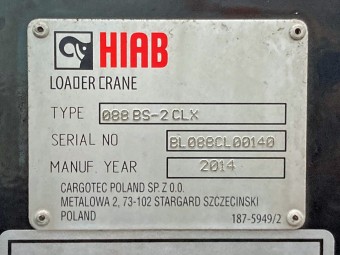 HIAB
LOADER CRANE
TYPE 088 BS-2 CLX
SERIAL NO BL088CL00140
MANUF. YEAR 2014
CARGOTEC POLAND SP. Z O.O.
METALOWA 2, 73-102 STARGARD SZCZECINSKI
POLAND 187-5949/2